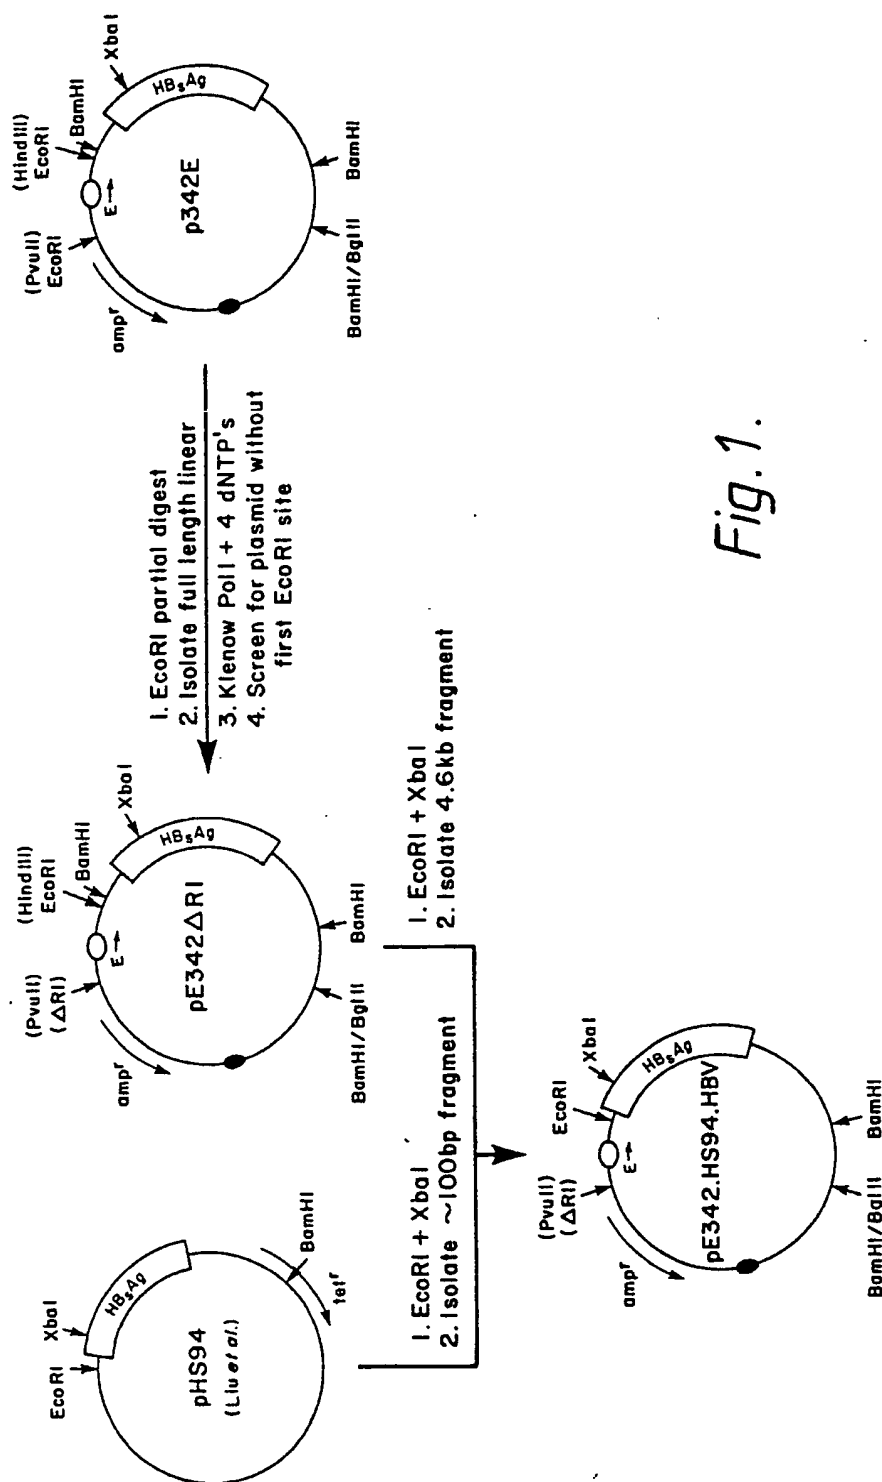 EcoRI
XbaI
HBsAg
pHS94
(Liu et al.)
BamHI
tetʳ
(PvuII)
(ΔRI)
(HindIII)
EcoRI
BamHI
XbaI
E→
HBsAg
ampʳ
pE342ΔRI
BamHI/BglII
BamHI
1. EcoRI partial digest
2. Isolate full length linear
3. Klenow PolI + 4 dNTP's
4. Screen for plasmid without
first EcoRI site
(PvuII)
EcoRI
(HindIII)
EcoRI
BamHI
XbaI
E→
HBsAg
ampʳ
p342E
BamHI/BglII
BamHI
1. EcoRI + XbaI
2. Isolate ~100bp fragment
1. EcoRI + XbaI
2. Isolate 4.6kb fragment
(PvuII)
(ΔRI)
EcoRI
XbaI
E→
HBsAg
ampʳ
pE342.HS94.HBV
BamHI/BglII
BamHI
Fig. 1.